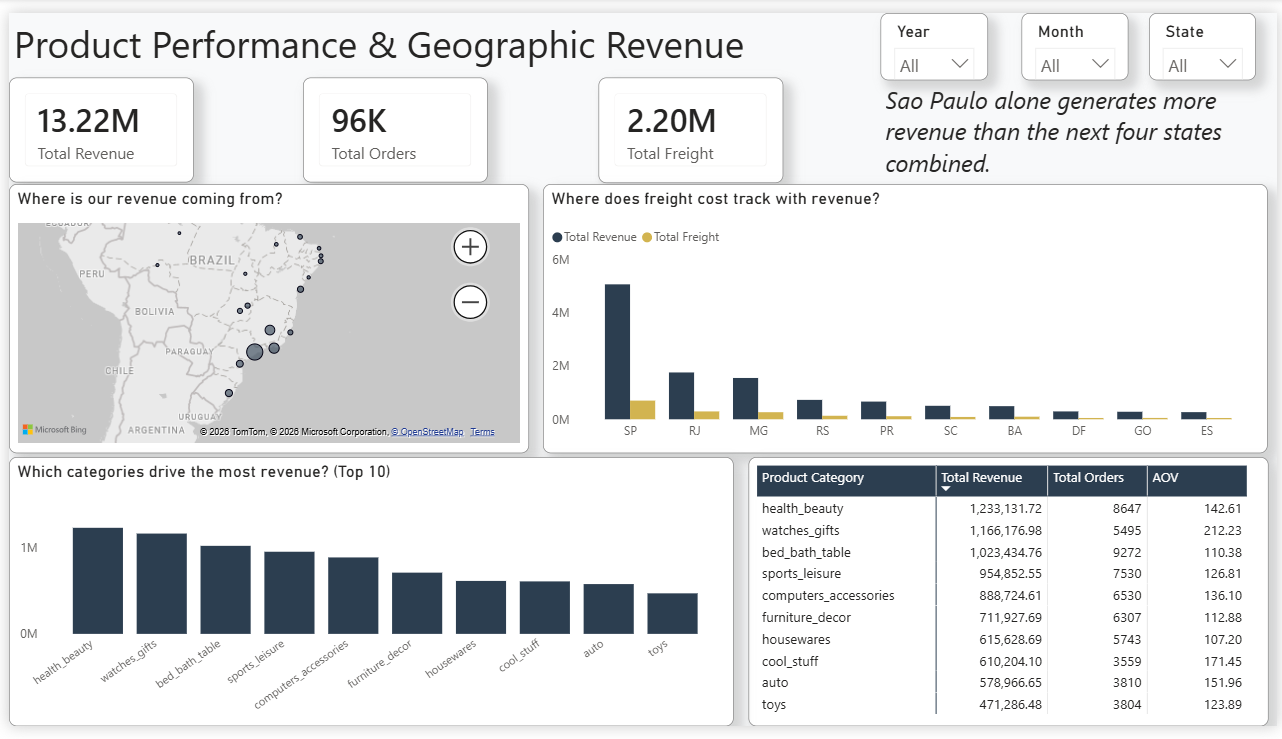 Product Performance & Geographic Revenue
Year
All
Month
All
State
All
13.22M
Total Revenue
96K
Total Orders
2.20M
Total Freight
Sao Paulo alone generates more
revenue than the next four states
combined.
Where is our revenue coming from?
ECUADOR
BRAZIL
PERU
BOLIVIA
PARAGUAY
CHILE
URUGUAY
ARGENTINA
Microsoft Bing
© 2026 TomTom, © 2026 Microsoft Corporation, © OpenStreetMap Terms
Where does freight cost track with revenue?
Total Revenue Total Freight
6M
4M
2M
0M
SP RJ MG RS PR SC BA DF GO ES
Which categories drive the most revenue? (Top 10)
1M
0M
health_beauty
watches_gifts
bed_bath_table
sports_leisure
computers_accessories
furniture_decor
housewares
cool_stuff
auto
toys
Product Category Total Revenue Total Orders AOV
health_beauty 1,233,131.72 8647 142.61
watches_gifts 1,166,176.98 5495 212.23
bed_bath_table 1,023,434.76 9272 110.38
sports_leisure 954,852.55 7530 126.81
computers_accessories 888,724.61 6530 136.10
furniture_decor 711,927.69 6307 112.88
housewares 615,628.69 5743 107.20
cool_stuff 610,204.10 3559 171.45
auto 578,966.65 3810 151.96
toys 471,286.48 3804 123.89